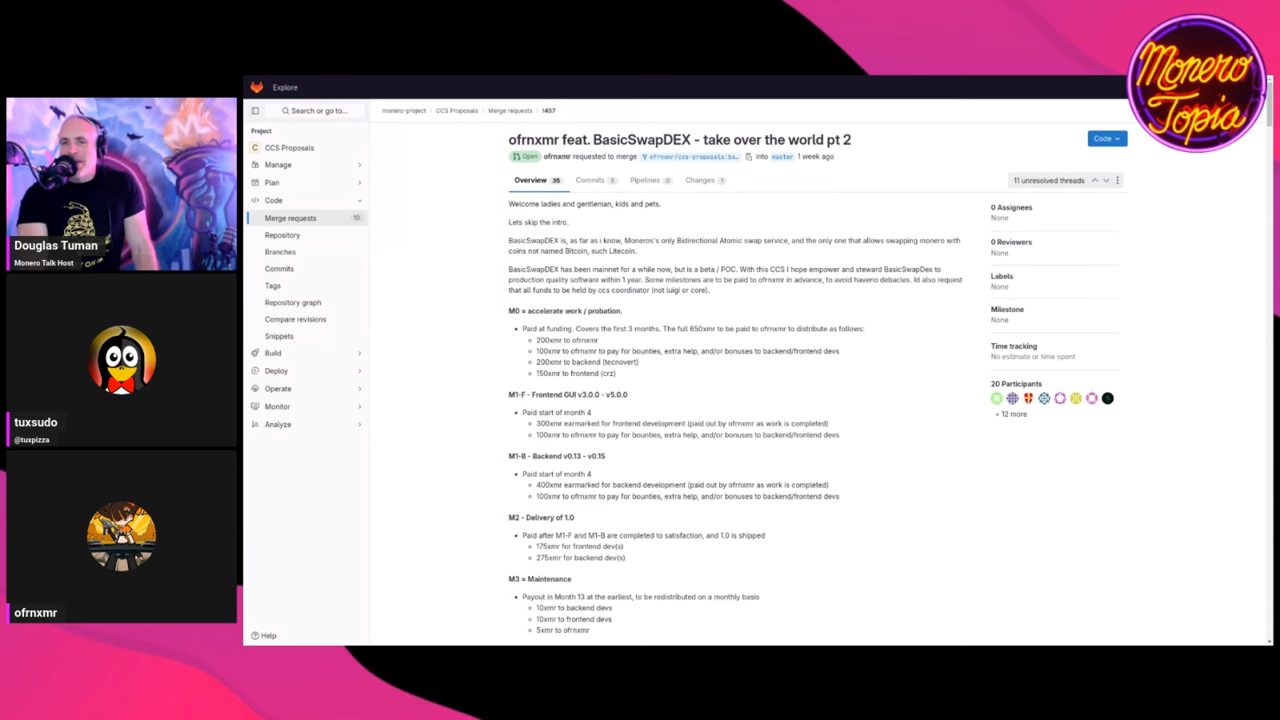 Monero
Topia
Explore
Search or go to...
monero-project
CCS Proposals
Merge requests
!457
Project
C CCS Proposals
Manage
Plan
Code
Merge requests 10
Repository
Branches
Commits
Tags
Repository graph
Compare revisions
Snippets
Build
Deploy
Operate
Monitor
Analyze
Help
ofrnxmr feat. BasicSwapDEX - take over the world pt 2
Code
Open ofrnxmr requested to merge ofrnxmr/ccs-proposals:ba… into master 1 week ago
Overview 35 Commits 5 Pipelines 0 Changes 1
11 unresolved threads
Welcome ladies and gentleman, kids and pets.
Lets skip the intro.
BasicSwapDEX is, as far as i know, Moneros's only Bidirectional Atomic swap service, and the only one that allows swapping monero with
coins not named Bitcoin, such Litecoin.
BasicSwapDEX has been mainnet for a while now, but is a beta / POC. With this CCS I hope empower and steward BasicSwapDex to
production quality software within 1 year. Some milestones are to be paid to ofrnxmr in advance, to avoid haveno debacles. Id also request
that all funds to be held by ccs coordinator (not luigi or core).
M0 = accelerate work / probation.
Paid at funding. Covers the first 3 months. The full 650xmr to be paid to ofrnxmr to distribute as follows:
200xmr to ofrnxmr
100xmr to ofrnxmr to pay for bounties, extra help, and/or bonuses to backend/frontend devs
200xmr to backend (tecnovert)
150xmr to frontend (crz)
M1-F - Frontend GUI v3.0.0 - v5.0.0
Paid start of month 4
300xmr earmarked for frontend development (paid out by ofrnxmr as work is completed)
100xmr to ofrnxmr to pay for bounties, extra help, and/or bonuses to backend/frontend devs
M1-B - Backend v0.13 - v0.15
Paid start of month 4
400xmr earmarked for backend development (paid out by ofrnxmr as work is completed)
100xmr to ofrnxmr to pay for bounties, extra help, and/or bonuses to backend/frontend devs
M2 - Delivery of 1.0
Paid after M1-F and M1-B are completed to satisfaction, and 1.0 is shipped
175xmr for frontend dev(s)
275xmr for backend dev(s)
M3 = Maintenance
Payout in Month 13 at the earliest, to be redistributed on a monthly basis
10xmr to backend devs
10xmr to frontend devs
5xmr to ofrnxmr
0 Assignees
None
0 Reviewers
None
Labels
None
Milestone
None
Time tracking
No estimate or time spent
20 Participants
+ 12 more
Douglas Tuman
Monero Talk Host
tuxsudo
@tuxpizza
ofrnxmr